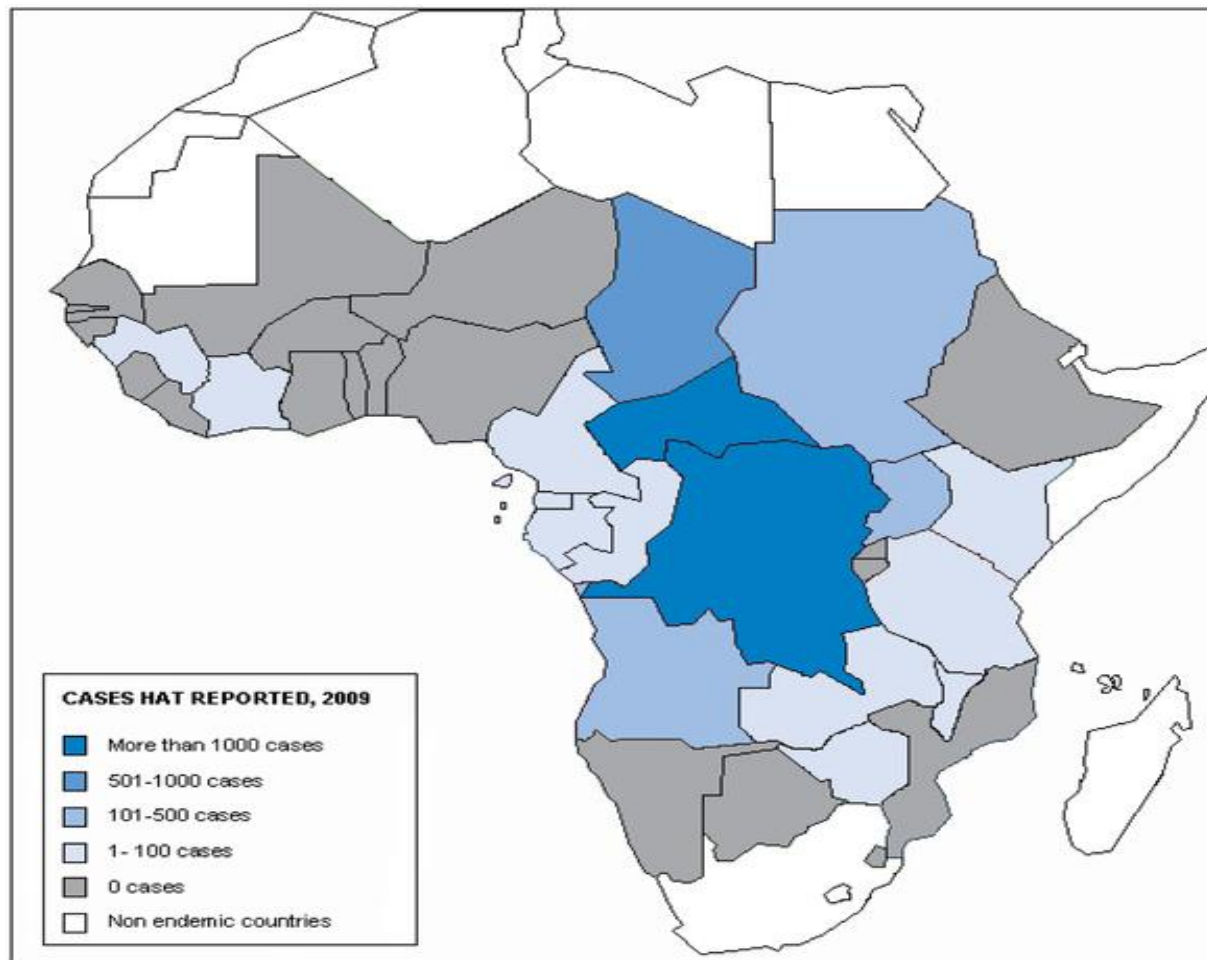 CASES HAT REPORTED, 2009
More than 1000 cases
501-1000 cases
101-500 cases
1- 100 cases
0 cases
Non endemic countries